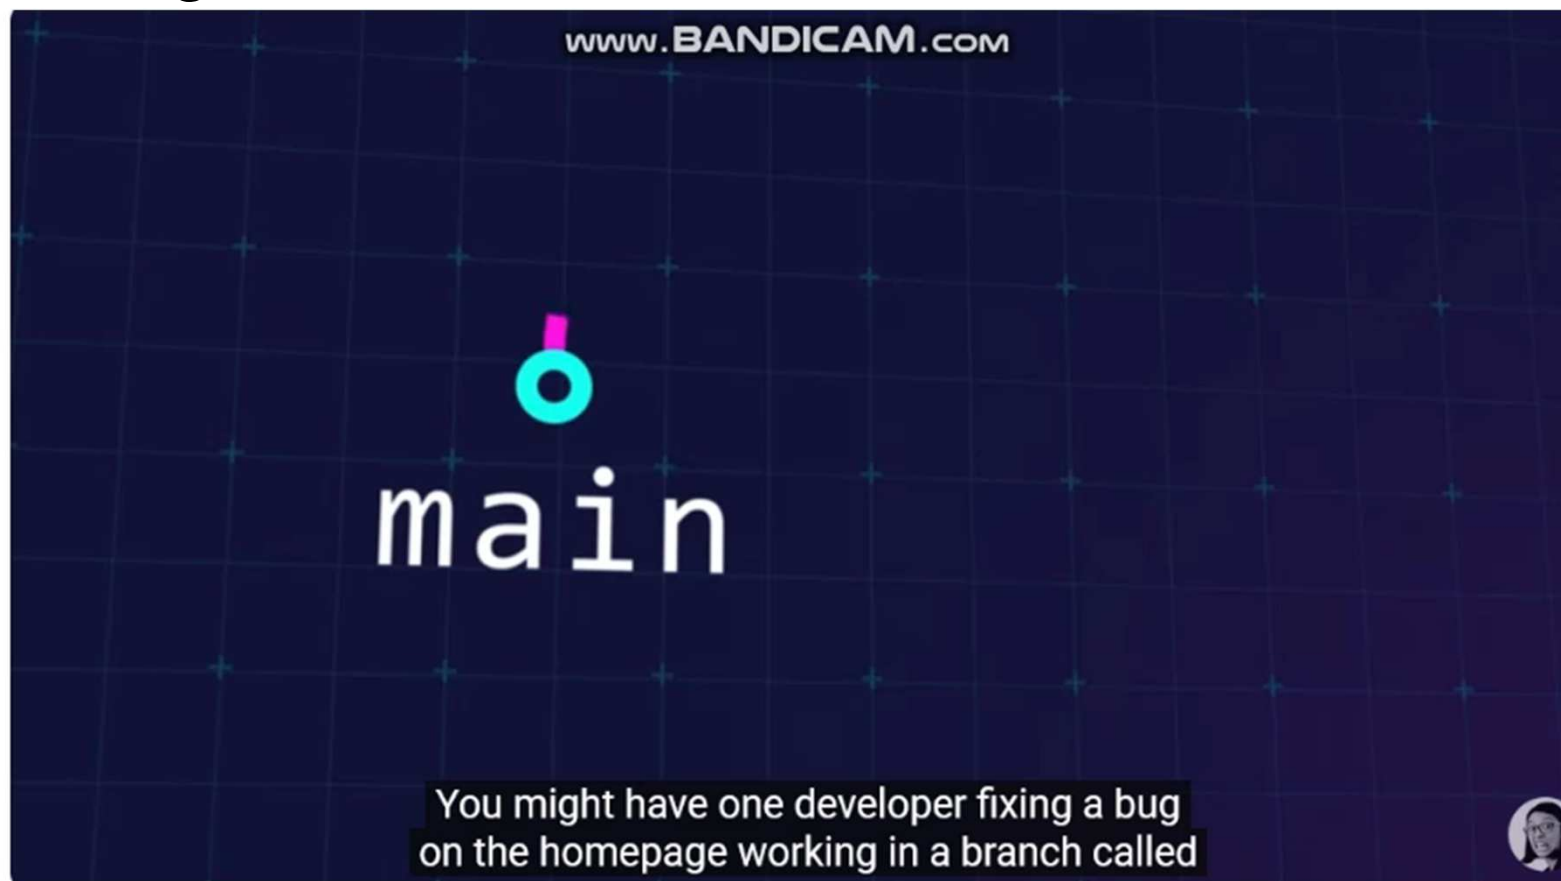 www.BANDICAM.COM
main
You might have one developer fixing a bug
on the homepage working in a branch called